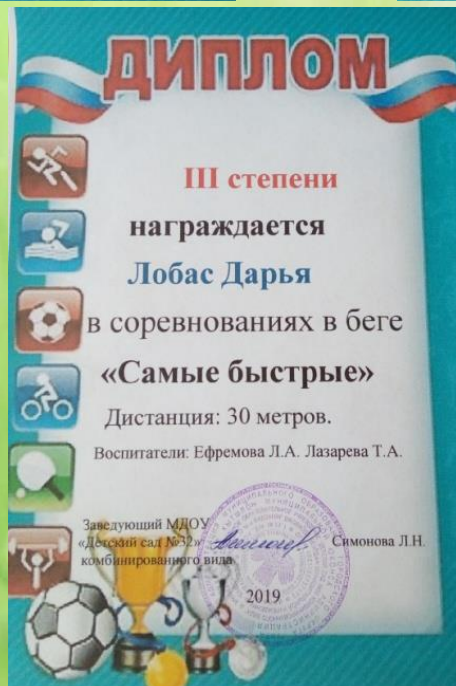 ДИПЛОМ
III степени
награждается
Лобас Дарья
в соревнованиях в беге
«Самые быстрые»
Дистанция: 30 метров.
Воспитатели: Ефремова Л.А. Лазарева Т.А.
Заведующий МДОУ
«Детский сад №32» Симонова Л.Н.
комбинированного вида
2019